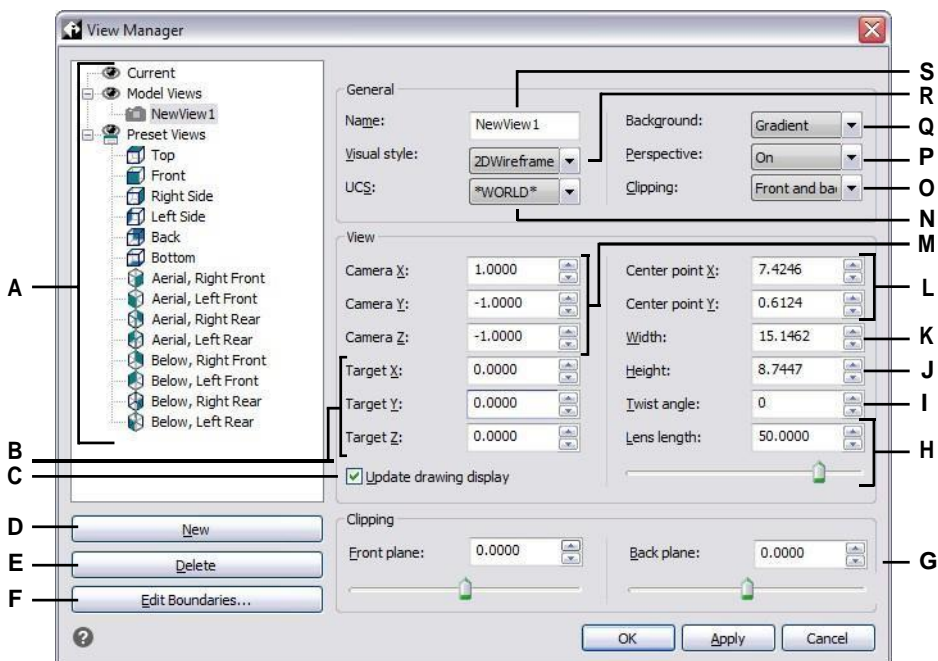 View Manager
Current
Model Views
NewView1
Preset Views
Top
Front
Right Side
Left Side
Back
Bottom
Aerial, Right Front
Aerial, Left Front
Aerial, Right Rear
Aerial, Left Rear
Below, Right Front
Below, Left Front
Below, Right Rear
Below, Left Rear
New
Delete
Edit Boundaries...
General
Name: NewView1
Visual style: 2DWireframe
UCS: *WORLD*
Background: Gradient
Perspective: On
Clipping: Front and ba
View
Camera X: 1.0000
Camera Y: -1.0000
Camera Z: -1.0000
Target X: 0.0000
Target Y: 0.0000
Target Z: 0.0000
Update drawing display
Center point X: 7.4246
Center point Y: 0.6124
Width: 15.1462
Height: 8.7447
Twist angle: 0
Lens length: 50.0000
Clipping
Front plane: 0.0000
Back plane: 0.0000
?
OK
Apply
Cancel
A
B
C
D
E
F
S
R
Q
P
O
N
M
L
K
J
I
H
G